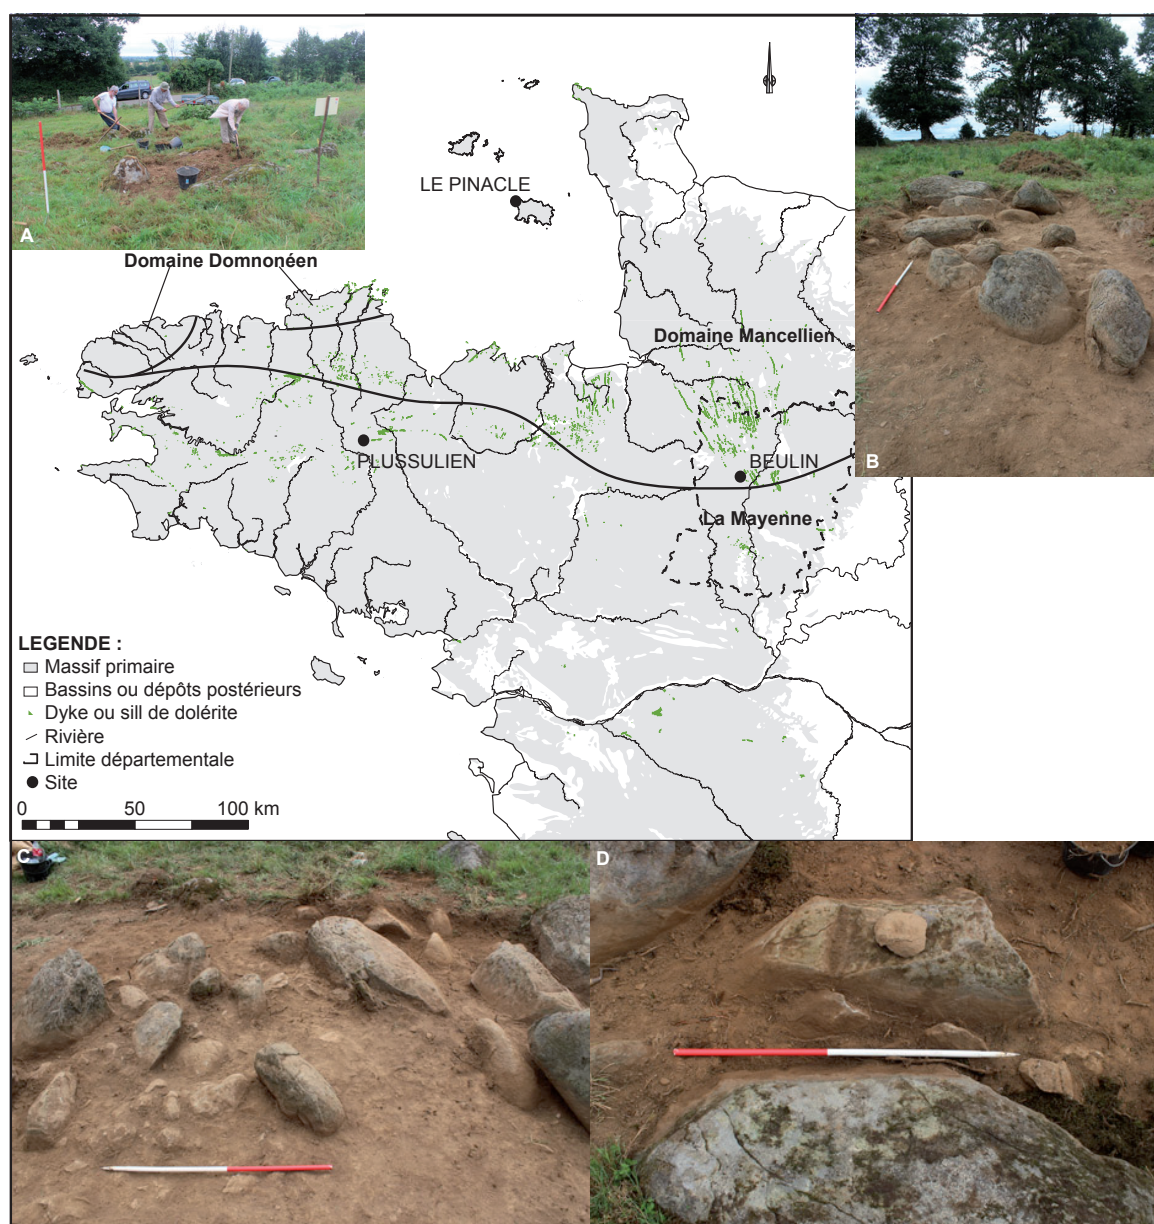 A
B
LE PINACLE
Domaine Domnonéen
Domaine Mancellien
PLUSSULIEN
BEULIN
La Mayenne
LEGENDE :
Massif primaire
Bassins ou dépôts postérieurs
Dyke ou sill de dolérite
Rivière
Limite départementale
Site
0 50 100 km
C
D